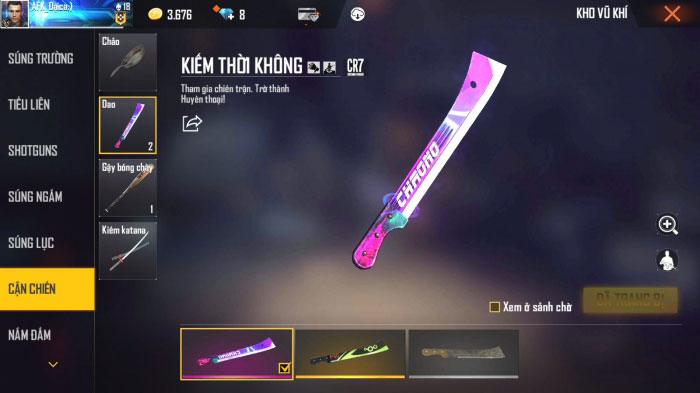 AFK_Daica:) 18 3.676 8 KHO VŨ KHÍ
SÚNG TRƯỜNG
TIỂU LIÊN
SHOTGUNS
SÚNG NGẮM
SÚNG LỤC
CẬN CHIẾN
NẮM ĐẤM
Chảo
Dao
2
Gậy bóng chày
1
Kiếm katana
KIẾM THỜI KHÔNG CR7
Tham gia chiến trận. Trở thành
Huyền thoại!
CHRONO
Xem ở sảnh chờ
ĐÃ TRANG BỊ
CHRONO